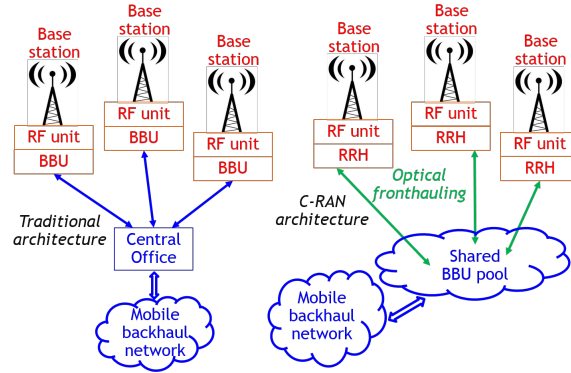 Base
station
RF unit
BBU
Base
station
RF unit
BBU
Base
station
RF unit
BBU
Traditional
architecture
Central
Office
Mobile
backhaul
network
Base
station
RF unit
RRH
Base
station
RF unit
RRH
Base
station
RF unit
RRH
Optical
fronthauling
C-RAN
architecture
Shared
BBU pool
Mobile
backhaul
network